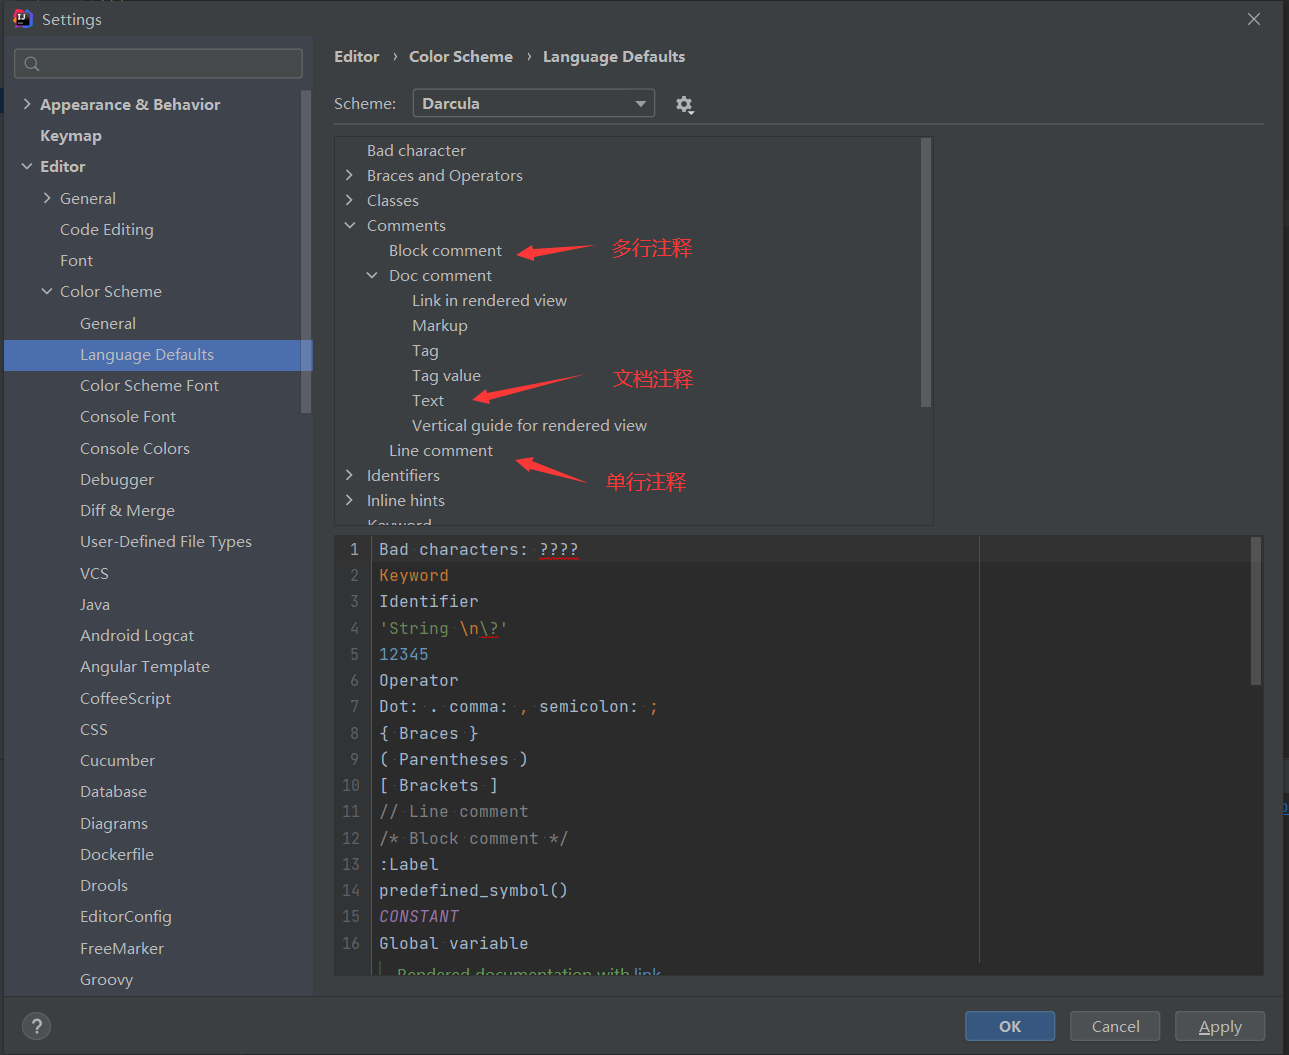 Settings
Appearance & Behavior
Keymap
Editor
General
Code Editing
Font
Color Scheme
General
Language Defaults
Color Scheme Font
Console Font
Console Colors
Debugger
Diff & Merge
User-Defined File Types
VCS
Java
Android Logcat
Angular Template
CoffeeScript
CSS
Cucumber
Database
Diagrams
Dockerfile
Drools
EditorConfig
FreeMarker
Groovy
Editor › Color Scheme › Language Defaults
Scheme: Darcula
Bad character
Braces and Operators
Classes
Comments
Block comment 多行注释
Doc comment
Link in rendered view
Markup
Tag
Tag value
Text 文档注释
Vertical guide for rendered view
Line comment
单行注释
Identifiers
Inline hints
Keyword
1 Bad characters: ????
2 Keyword
3 Identifier
4 'String \n\?'
5 12345
6 Operator
7 Dot: . comma: , semicolon: ;
8 { Braces }
9 ( Parentheses )
10 [ Brackets ]
11 // Line comment
12 /* Block comment */
13 :Label
14 predefined_symbol()
15 CONSTANT
16 Global variable
Rendered documentation with link
?
OK Cancel Apply